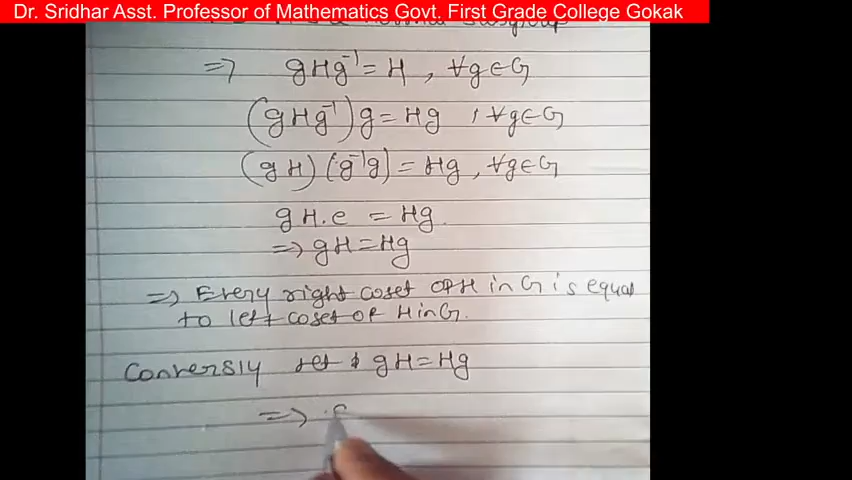 Dr. Sridhar Asst. Professor of Mathematics Govt. First Grade College Gokak
⇒ gHg⁻¹ = H , ∀g∈G
(gHg⁻¹)g = Hg , ∀g∈G
(gH)(g⁻¹g) = Hg, ∀g∈G
gH.e = Hg.
⇒ gH = Hg
⇒ Every right coset of H in G is equal
to left coset of H in G.
Conversly let gH = Hg
⇒